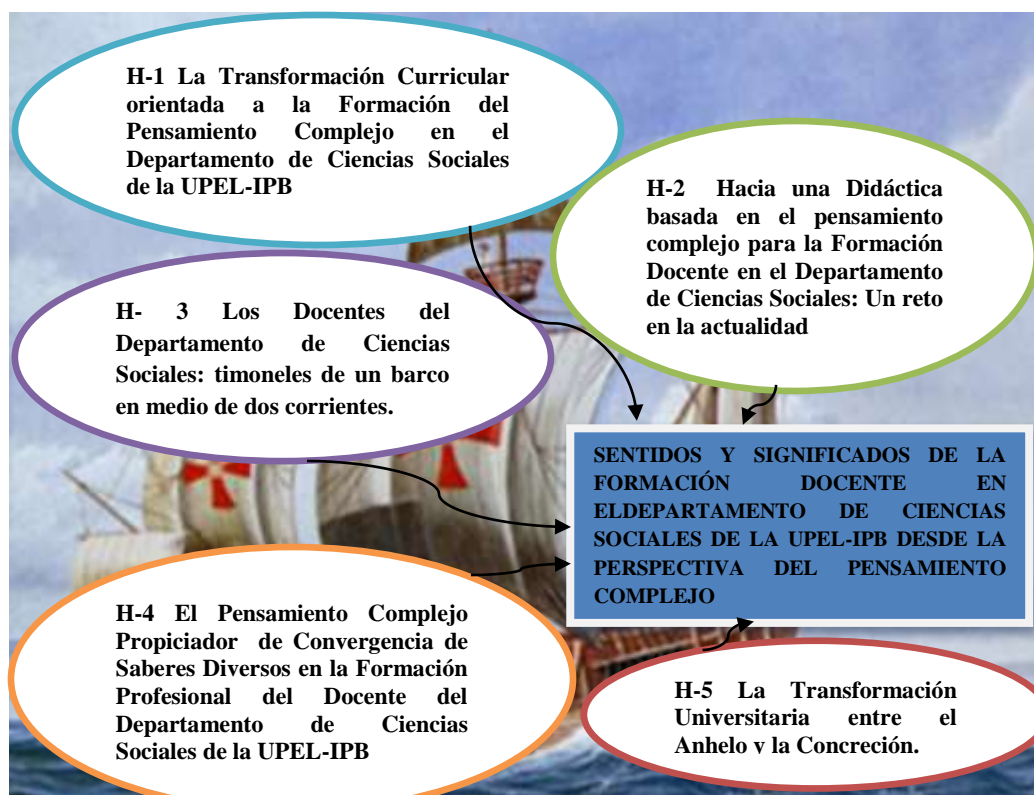 H-1 La Transformación Curricular
orientada a la Formación del
Pensamiento Complejo en el
Departamento de Ciencias Sociales
de la UPEL-IPB
H-2 Hacia una Didáctica
basada en el pensamiento
complejo para la Formación
Docente en el Departamento
de Ciencias Sociales: Un reto
en la actualidad
H- 3 Los Docentes del
Departamento de Ciencias
Sociales: timoneles de un barco
en medio de dos corrientes.
SENTIDOS Y SIGNIFICADOS DE LA
FORMACIÓN DOCENTE EN
ELDEPARTAMENTO DE CIENCIAS
SOCIALES DE LA UPEL-IPB DESDE LA
PERSPECTIVA DEL PENSAMIENTO
COMPLEJO
H-4 El Pensamiento Complejo
Propiciador de Convergencia de
Saberes Diversos en la Formación
Profesional del Docente del
Departamento de Ciencias
Sociales de la UPEL-IPB
H-5 La Transformación
Universitaria entre el
Anhelo y la Concreción.